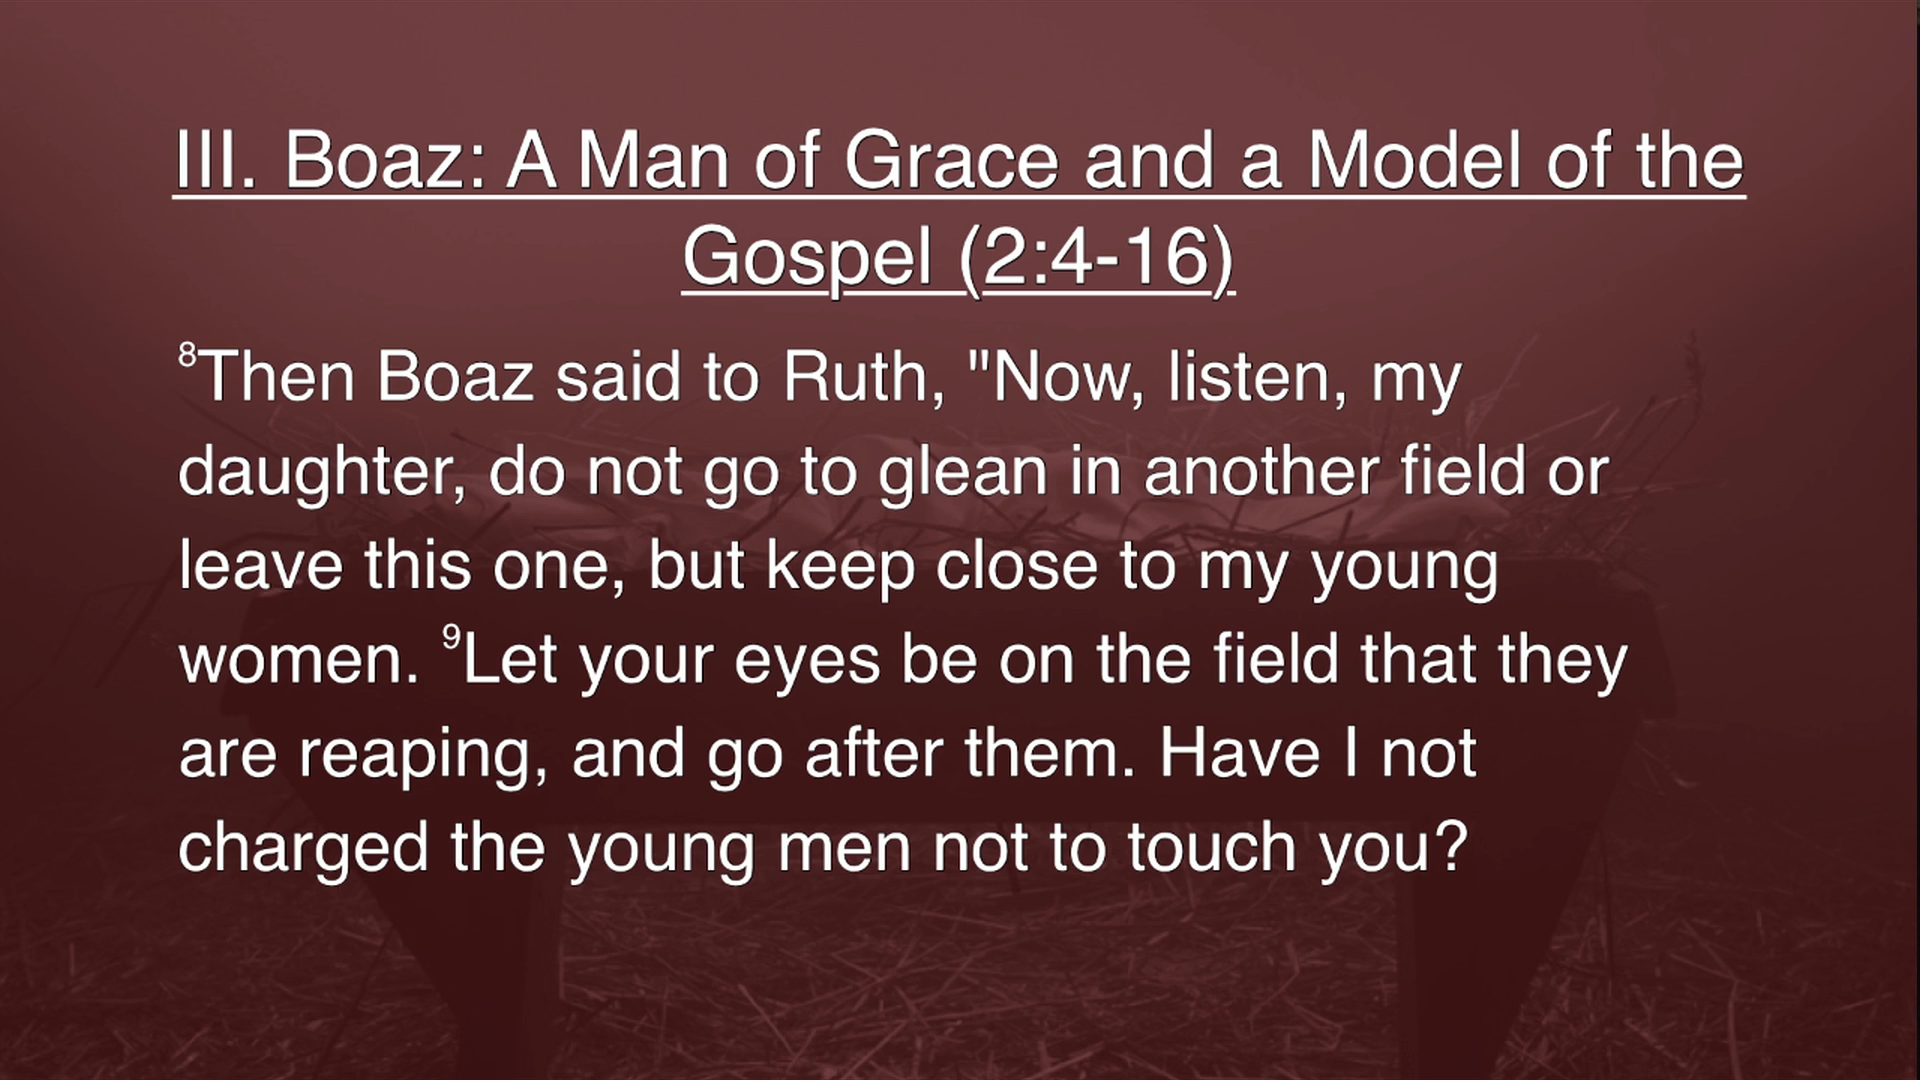 III. Boaz: A Man of Grace and a Model of the
Gospel (2:4-16)
⁸Then Boaz said to Ruth, "Now, listen, my
daughter, do not go to glean in another field or
leave this one, but keep close to my young
women. ⁹Let your eyes be on the field that they
are reaping, and go after them. Have I not
charged the young men not to touch you?